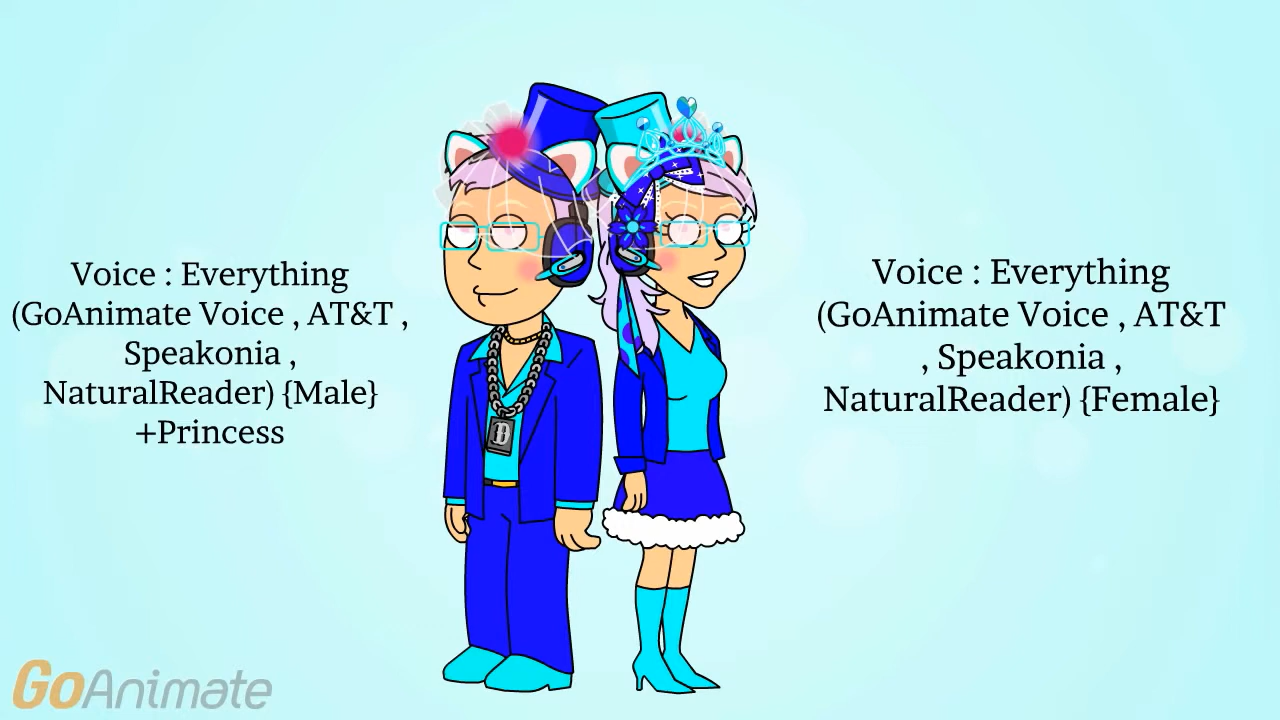 Voice : Everything
(GoAnimate Voice , AT&T ,
Speakonia ,
NaturalReader) {Male}
+Princess
Voice : Everything
(GoAnimate Voice , AT&T
, Speakonia ,
NaturalReader) {Female}
D
GoAnimate